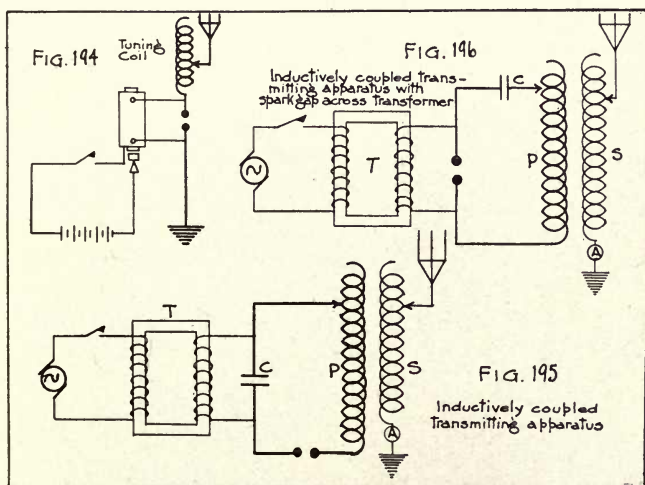 FIG. 194
Tuning
Coil
FIG. 196
Inductively coupled trans-
mitting apparatus with
spark gap across transformer
T
C
P
S
A
T
C
P
S
A
FIG. 195
Inductively coupled
transmitting apparatus